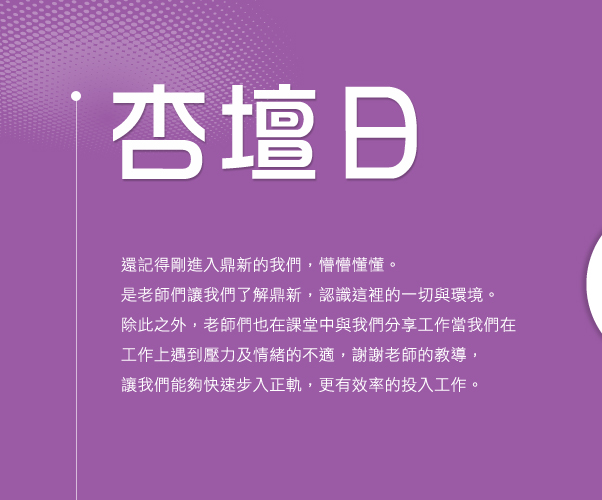 杏壇日
還記得剛進入鼎新的我們，懵懵懂懂。
是老師們讓我們了解鼎新，認識這裡的一切與環境。
除此之外，老師們也在課堂中與我們分享工作當我們在
工作上遇到壓力及情緒的不適，謝謝老師的教導，
讓我們能夠快速步入正軌，更有效率的投入工作。